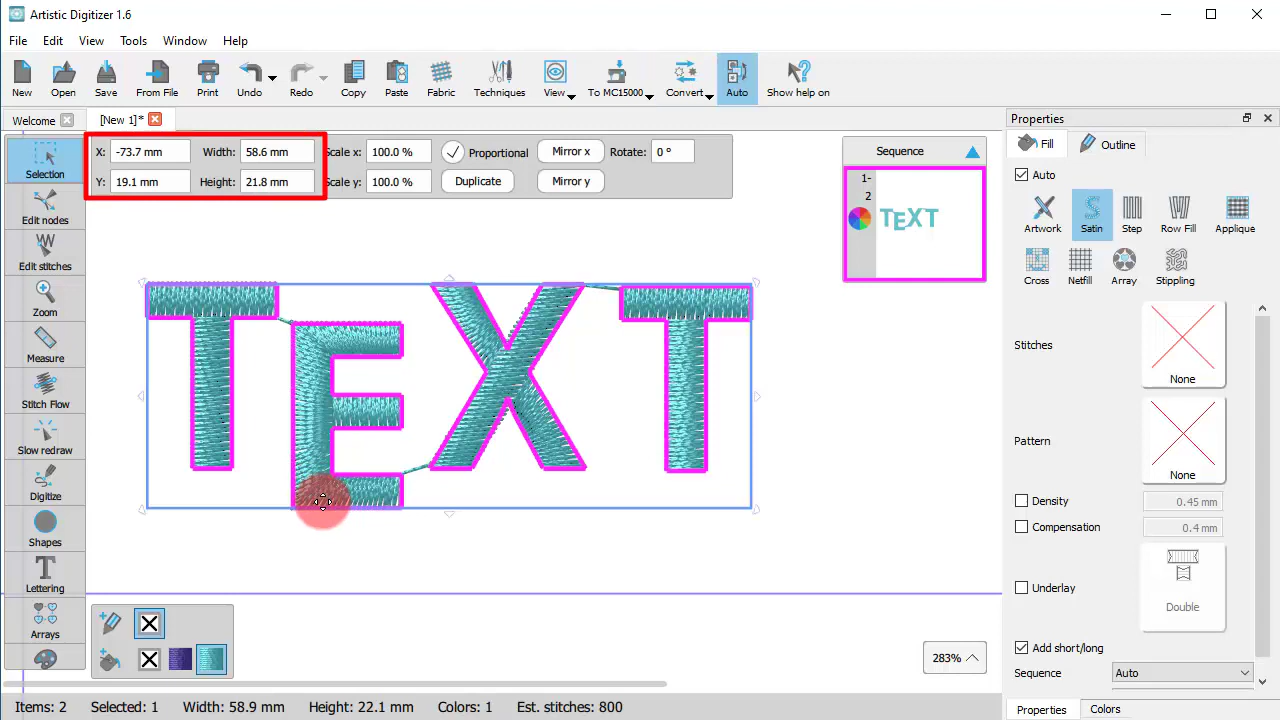 Artistic Digitizer 1.6
File Edit View Tools Window Help
New Open Save From File Print Undo Redo Copy Paste Fabric Techniques View To MC15000 Convert Auto Show help on
Welcome [New 1]*
Properties
Fill Outline
X: -73.7 mm Width: 58.6 mm Scale x: 100.0 % Proportional Mirror x Rotate: 0 °
Y: 19.1 mm Height: 21.8 mm Scale y: 100.0 % Duplicate Mirror y
Sequence
1-
2
TEXT
Selection
Edit nodes
Edit stitches
Zoom
Measure
Stitch Flow
Slow redraw
Digitize
Shapes
Lettering
Arrays
TEXT
Auto
Artwork Satin Step Row Fill Applique
Cross Netfill Array Stippling
Stitches
None
Pattern
None
Density 0.45 mm
Compensation 0.4 mm
Underlay
Double
Add short/long
Sequence Auto
283%
Items: 2 Selected: 1 Width: 58.9 mm Height: 22.1 mm Colors: 1 Est. stitches: 800
Properties Colors